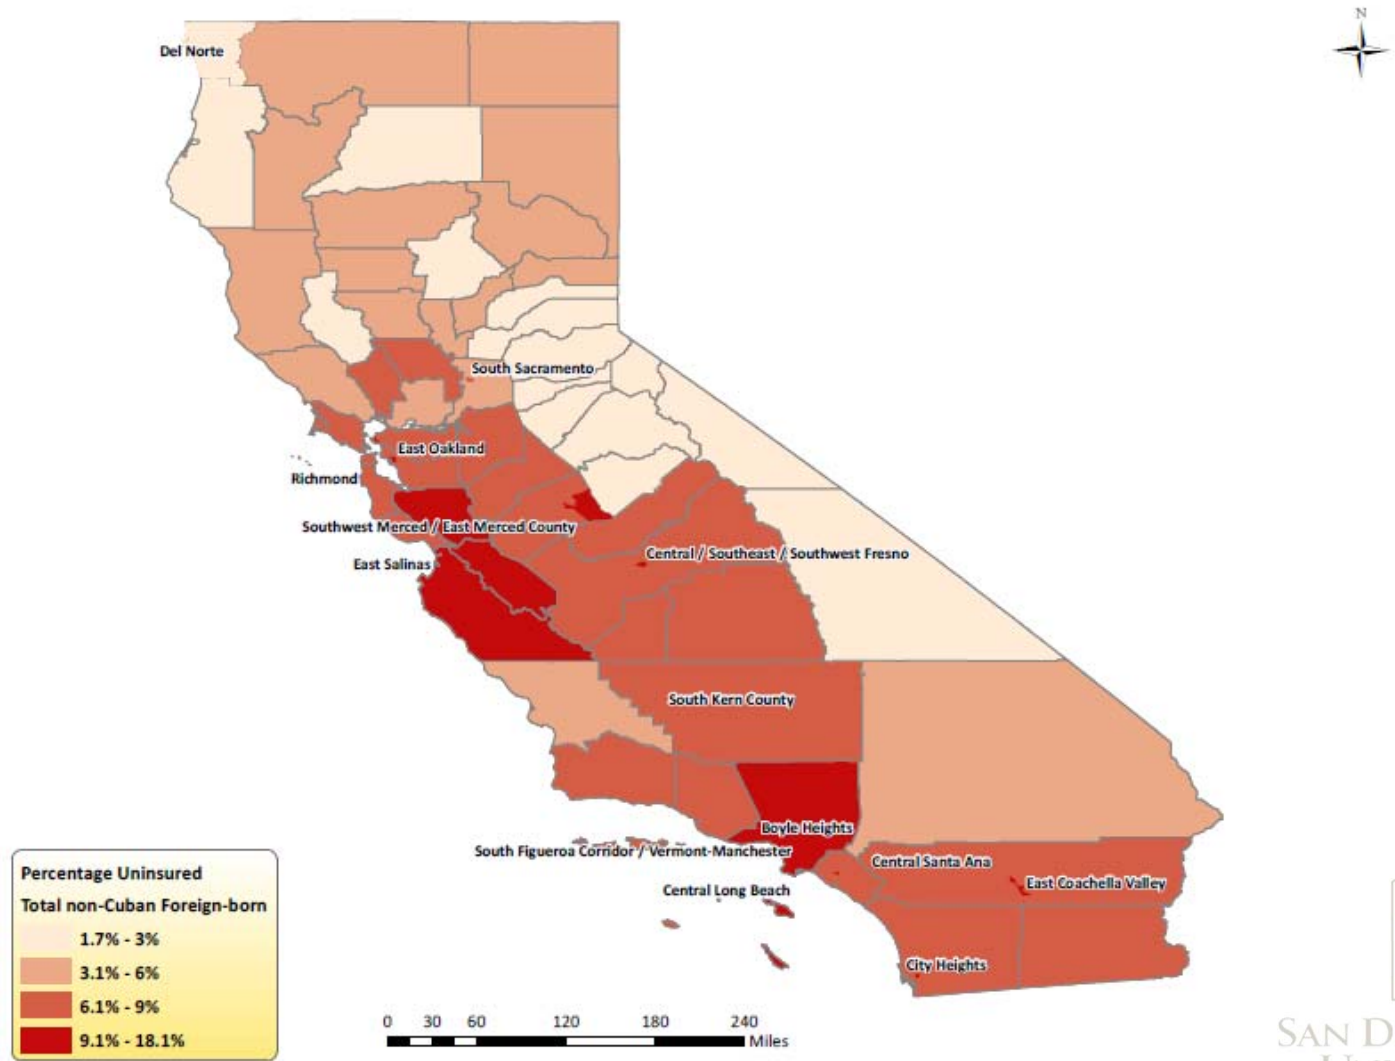 N
Del Norte
South Sacramento
East Oakland
Richmond
Southwest Merced / East Merced County
Central / Southeast / Southwest Fresno
East Salinas
South Kern County
Boyle Heights
South Figueroa Corridor / Vermont-Manchester
Central Santa Ana
Central Long Beach
East Coachella Valley
City Heights
Percentage Uninsured
Total non-Cuban Foreign-born
1.7% - 3%
3.1% - 6%
6.1% - 9%
9.1% - 18.1%
0 30 60 120 180 240
Miles
SAN D